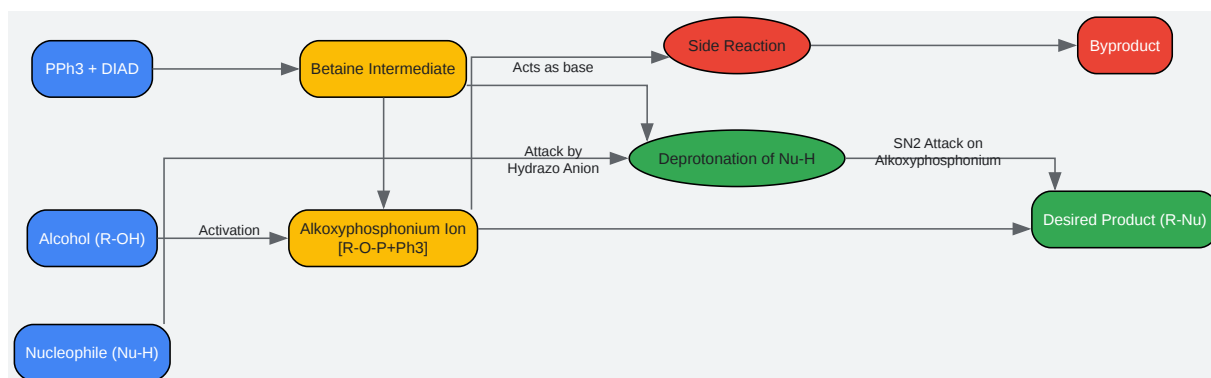 Side Reaction
Byproduct
PPh3 + DIAD
Betaine Intermediate
Acts as base
Attack by
Hydrazo Anion
Deprotonation of Nu-H
SN2 Attack on
Alkoxyphosphonium
Alcohol (R-OH)
Activation
Alkoxyphosphonium Ion
[R-O-P+Ph3]
Desired Product (R-Nu)
Nucleophile (Nu-H)